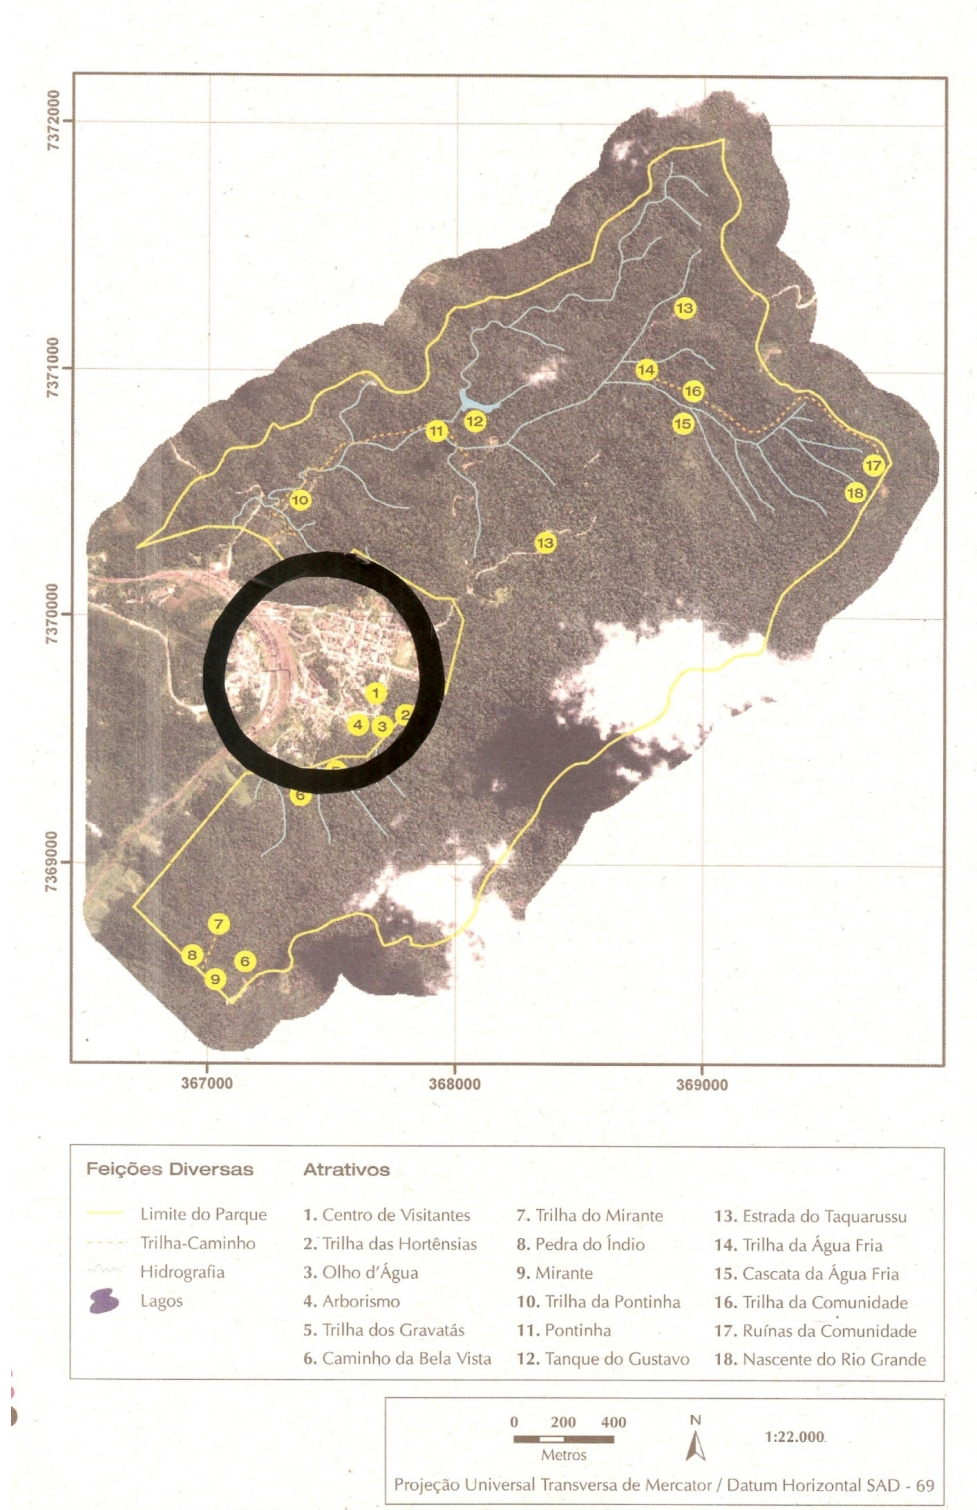 7372000
7371000
7370000
7369000
13
14
16
15
12
11
17
18
10
13
1
2
4
3
5
6
7
8
6
9
367000
368000
369000
Feições Diversas
Limite do Parque
Trilha-Caminho
Hidrografia
Lagos
Atrativos
1. Centro de Visitantes
2. Trilha das Hortênsias
3. Olho d'Água
4. Arborismo
5. Trilha dos Gravatás
6. Caminho da Bela Vista
7. Trilha do Mirante
8. Pedra do Índio
9. Mirante
10. Trilha da Pontinha
11. Pontinha
12. Tanque do Gustavo
13. Estrada do Taquarussu
14. Trilha da Água Fria
15. Cascata da Água Fria
16. Trilha da Comunidade
17. Ruínas da Comunidade
18. Nascente do Rio Grande
0 200 400
Metros
N
1:22.000.
Projeção Universal Transversa de Mercator / Datum Horizontal SAD - 69